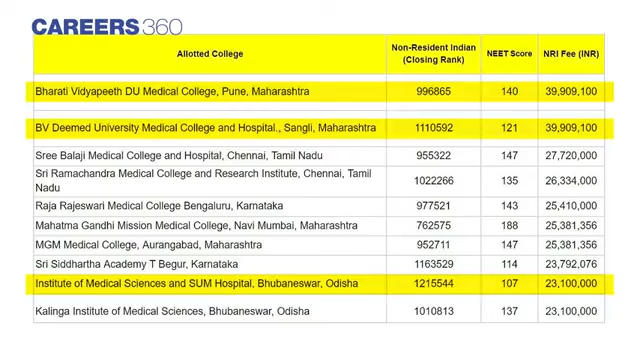 CAREERS360
Allotted College Non-Resident Indian (Closing Rank) NEET Score NRI Fee (INR)
Bharati Vidyapeeth DU Medical College, Pune, Maharashtra 996865 140 39,909,100
BV Deemed University Medical College and Hospital., Sangli, Maharashtra 1110592 121 39,909,100
Sree Balaji Medical College and Hospital, Chennai, Tamil Nadu 955322 147 27,720,000
Sri Ramachandra Medical College and Research Institute, Chennai, Tamil
Nadu 1022266 135 26,334,000
Raja Rajeswari Medical College Bengaluru, Karnataka 977521 143 25,410,000
Mahatma Gandhi Mission Medical College, Navi Mumbai, Maharashtra 762575 188 25,381,356
MGM Medical College, Aurangabad, Maharashtra 952711 147 25,381,356
Sri Siddhartha Academy T Begur, Karnataka 1163529 114 23,792,076
Institute of Medical Sciences and SUM Hospital, Bhubaneswar, Odisha 1215544 107 23,100,000
Kalinga Institute of Medical Sciences, Bhubaneswar, Odisha 1010813 137 23,100,000